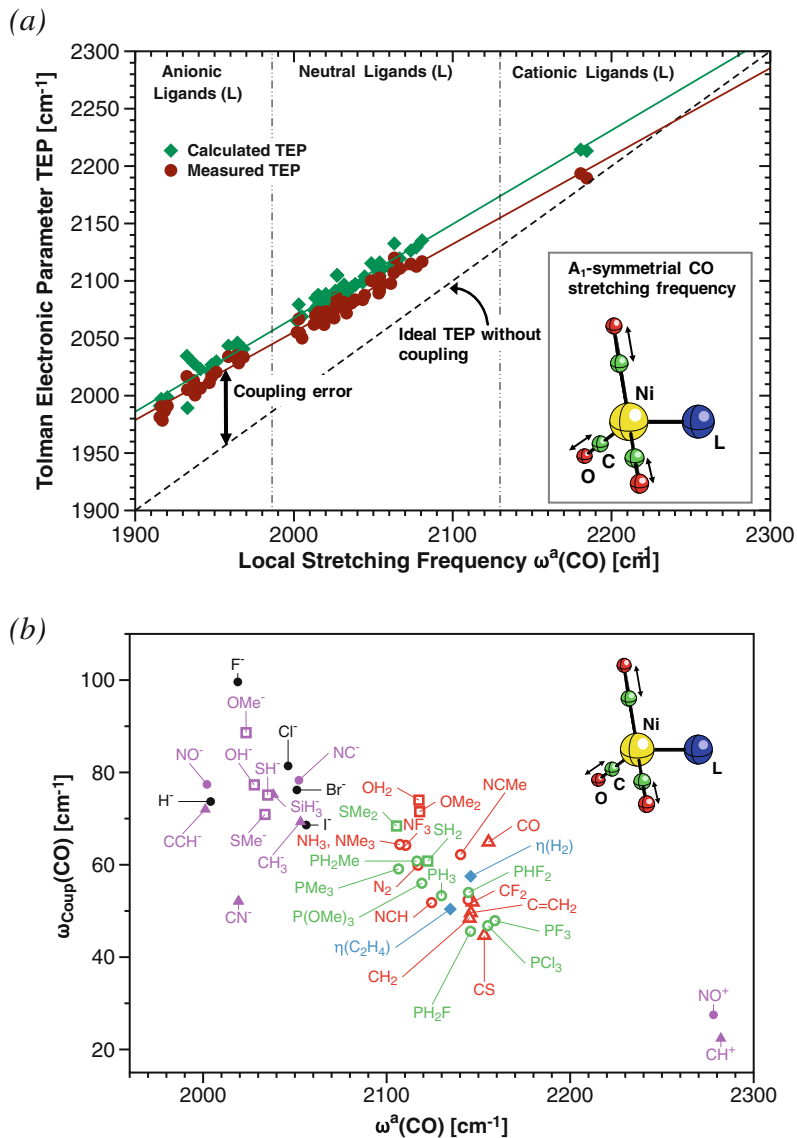 (a)
2300
2250
2200
2150
2100
2050
2000
1950
1900
Tolman Electronic Parameter TEP [cm⁻¹]
Anionic
Ligands (L)
Neutral Ligands (L)
Cationic Ligands (L)
Calculated TEP
Measured TEP
Ideal TEP without
coupling
Coupling error
A₁-symmetrial CO
stretching frequency
Ni
L
C
O
1900 2000 2100 2200 2300
Local Stretching Frequency ωᵃ(CO) [cm⁻¹]
(b)
100
80
60
40
20
ωCoup(CO) [cm⁻¹]
F⁻
OMe⁻
Cl⁻
NO⁻
OH⁻
SH⁻
NC⁻
H⁻
Br⁻
SiH₃⁻
I⁻
CCH⁻
SMe⁻
CH₃⁻
CN⁻
OH₂
OMe₂
NCMe
SMe₂
NF₃
CO
NH₃, NMe₃
SH₂
η(H₂)
PH₂Me
PH₃
PHF₂
PMe₃
N₂
CF₂
C=CH₂
P(OMe)₃
NCH
PF₃
η(C₂H₄)
PCl₃
CH₂
CS
PH₂F
NO⁺
CH⁺
Ni
L
C
O
2000 2100 2200 2300
ωᵃ(CO) [cm⁻¹]